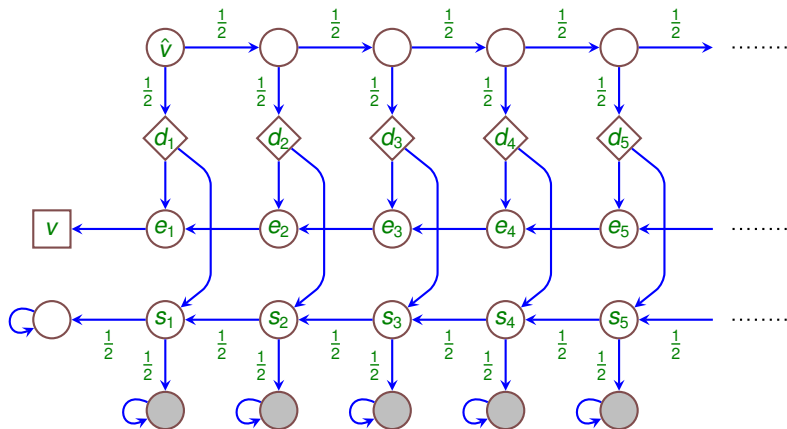 1/2 1/2 1/2 1/2 1/2
v̂ ........
1/2 1/2 1/2 1/2 1/2
d₁ d₂ d₃ d₄ d₅
v e₁ e₂ e₃ e₄ e₅ ........
s₁ s₂ s₃ s₄ s₅ ........
1/2 1/2 1/2 1/2 1/2 1/2
1/2 1/2 1/2 1/2 1/2